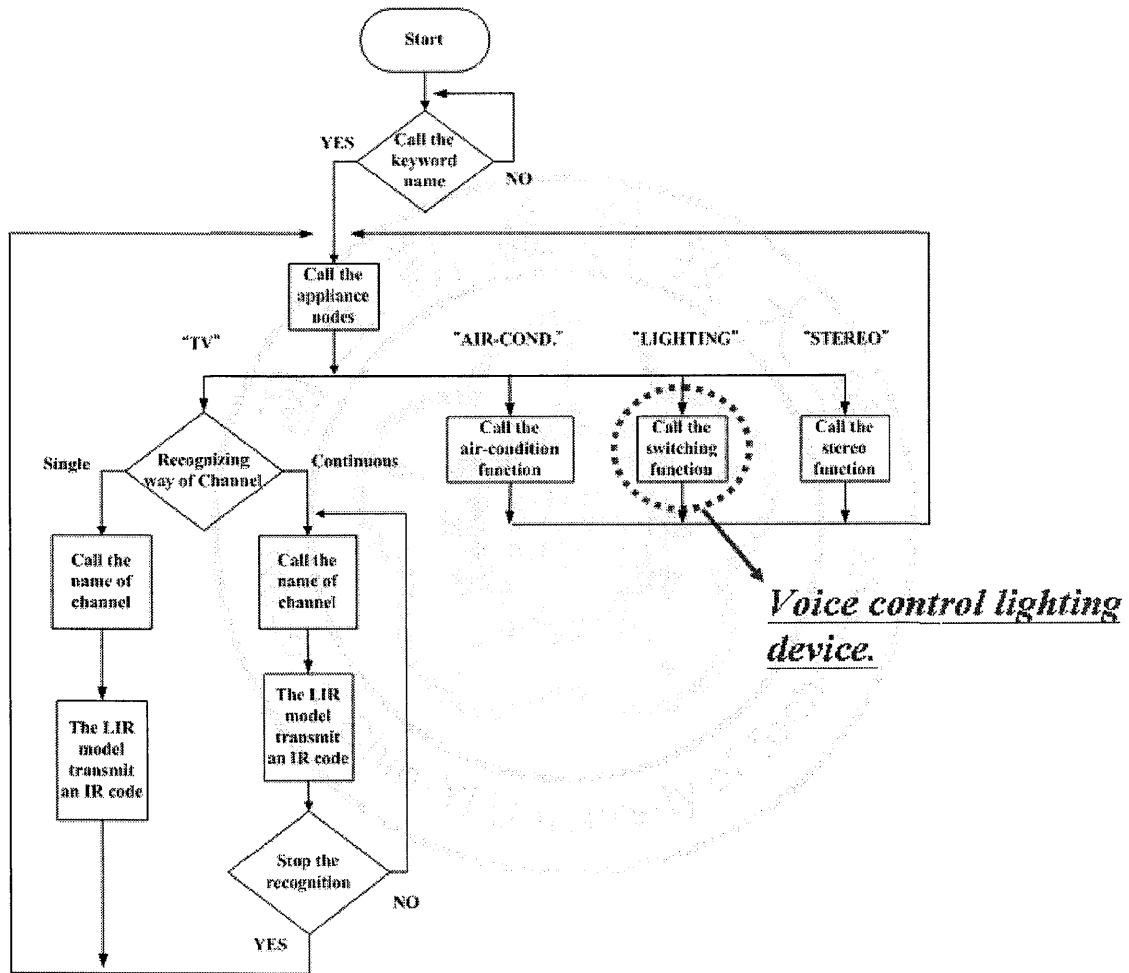 Start
YES
Call the
keyword
name
NO
Call the
appliance
nodes
"TV"
"AIR-COND."
"LIGHTING"
"STEREO"
Single
Recognizing
way of Channel
Continuous
Call the
air-condition
function
Call the
switching
function
Call the
stereo
function
Call the
name of
channel
Call the
name of
channel
Voice control lighting
device.
The LIR
model
transmit
an IR code
The LIR
model
transmit
an IR code
Stop the
recognition
NO
YES